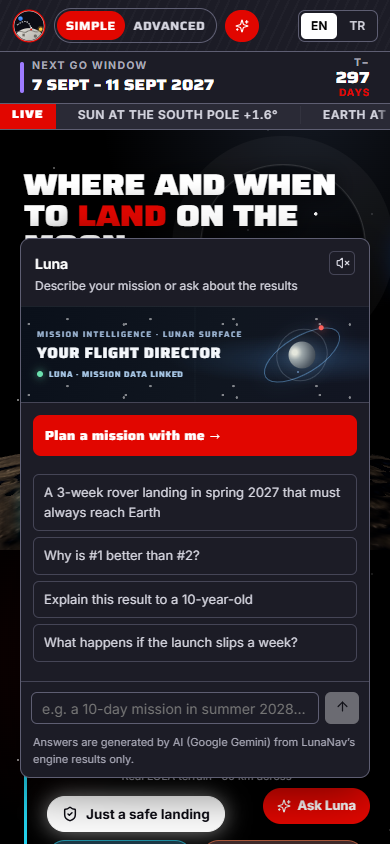 SIMPLE ADVANCED EN TR
NEXT GO WINDOW
7 SEPT – 11 SEPT 2027
T–
297
DAYS
LIVE SUN AT THE SOUTH POLE +1.6° EARTH AT
WHERE AND WHEN
TO LAND ON THE
MOON
Luna
Describe your mission or ask about the results
MISSION INTELLIGENCE · LUNAR SURFACE
YOUR FLIGHT DIRECTOR
LUNA · MISSION DATA LINKED
Plan a mission with me →
A 3-week rover landing in spring 2027 that must
always reach Earth
Why is #1 better than #2?
Explain this result to a 10-year-old
What happens if the launch slips a week?
e.g. a 10-day mission in summer 2028...
Answers are generated by AI (Google Gemini) from LunaNav's
engine results only.
Just a safe landing
Ask Luna